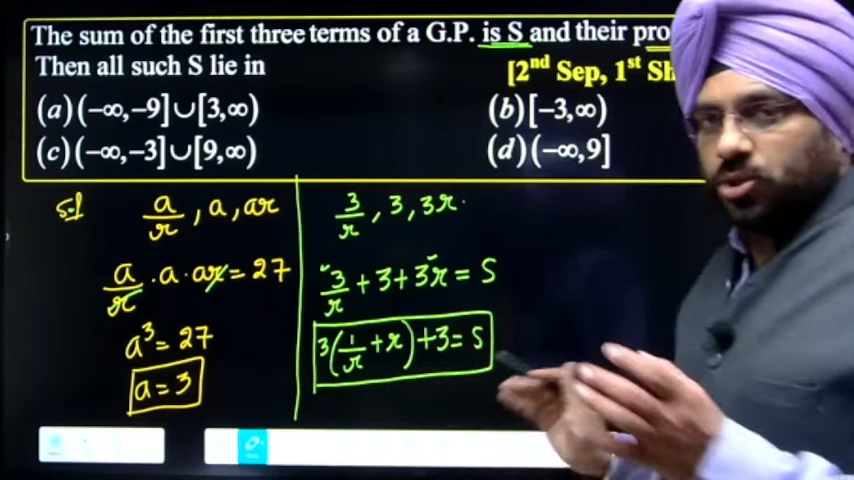 The sum of the first three terms of a G.P. is S and their
Then all such S lie in [2nd Sep, 1st
(a) (−∞, −9] ∪ [3, ∞) (b) [−3, ∞)
(c) (−∞, −3] ∪ [9, ∞) (d) (−∞, 9]
Sol a/r, a, ar
a/r · a · ar = 27
a³ = 27
a = 3
3/r, 3, 3r
3/r + 3 + 3r = S
3(1/r + r) + 3 = S